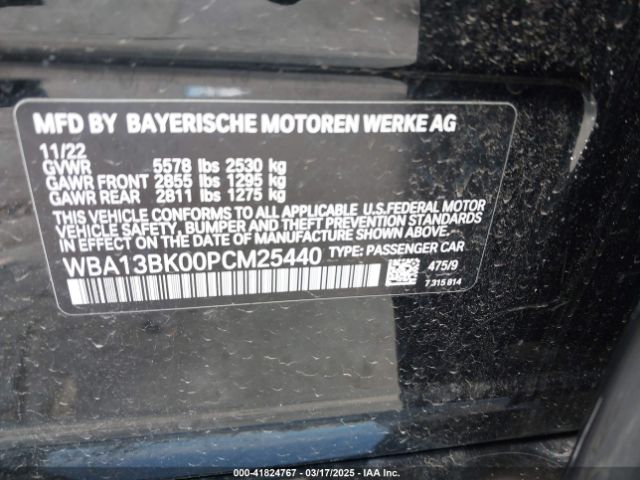 MFD BY BAYERISCHE MOTOREN WERKE AG
11/22
GVWR 5578 lbs 2530 kg
GAWR FRONT 2855 lbs 1295 kg
GAWR REAR 2811 lbs 1275 kg
THIS VEHICLE CONFORMS TO ALL APPLICABLE U.S.FEDERAL MOTOR
VEHICLE SAFETY, BUMPER AND THEFT PREVENTION STANDARDS
IN EFFECT ON THE DATE OF MANUFACTURE SHOWN ABOVE.
WBA13BK00PCM25440 TYPE: PASSENGER CAR
475/9
7 315 814
WWW.IAAI.COM - 41824767 - 03/17/2025 - IAA Inc.